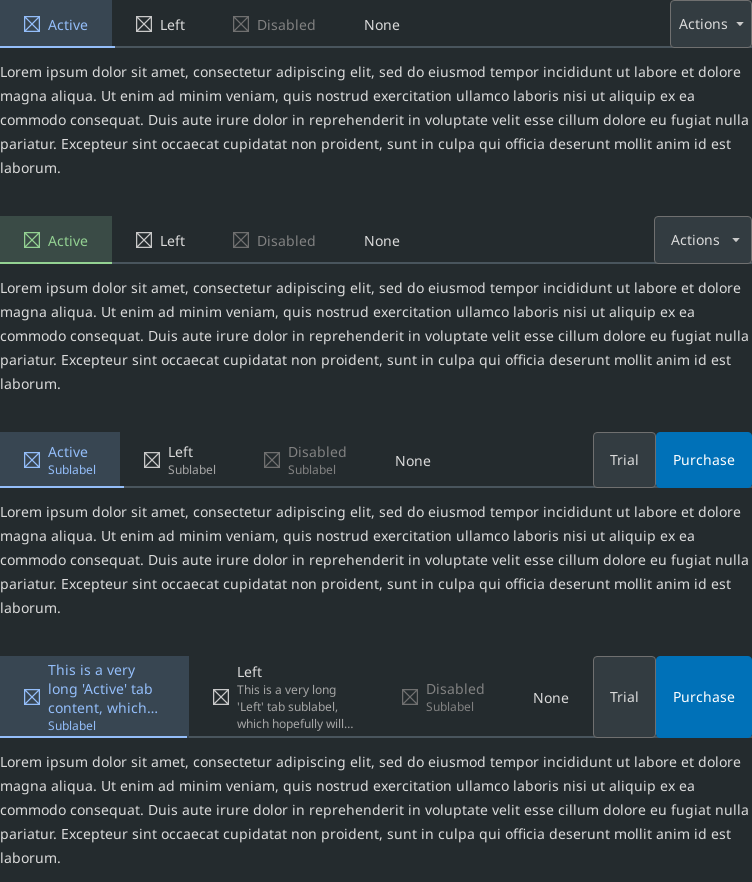 Active Left Disabled None Actions
Lorem ipsum dolor sit amet, consectetur adipiscing elit, sed do eiusmod tempor incididunt ut labore et dolore
magna aliqua. Ut enim ad minim veniam, quis nostrud exercitation ullamco laboris nisi ut aliquip ex ea
commodo consequat. Duis aute irure dolor in reprehenderit in voluptate velit esse cillum dolore eu fugiat nulla
pariatur. Excepteur sint occaecat cupidatat non proident, sunt in culpa qui officia deserunt mollit anim id est
laborum.
Active Left Disabled None Actions
Lorem ipsum dolor sit amet, consectetur adipiscing elit, sed do eiusmod tempor incididunt ut labore et dolore
magna aliqua. Ut enim ad minim veniam, quis nostrud exercitation ullamco laboris nisi ut aliquip ex ea
commodo consequat. Duis aute irure dolor in reprehenderit in voluptate velit esse cillum dolore eu fugiat nulla
pariatur. Excepteur sint occaecat cupidatat non proident, sunt in culpa qui officia deserunt mollit anim id est
laborum.
Active
Sublabel
Left
Sublabel
Disabled
Sublabel
None
Trial
Purchase
Lorem ipsum dolor sit amet, consectetur adipiscing elit, sed do eiusmod tempor incididunt ut labore et dolore
magna aliqua. Ut enim ad minim veniam, quis nostrud exercitation ullamco laboris nisi ut aliquip ex ea
commodo consequat. Duis aute irure dolor in reprehenderit in voluptate velit esse cillum dolore eu fugiat nulla
pariatur. Excepteur sint occaecat cupidatat non proident, sunt in culpa qui officia deserunt mollit anim id est
laborum.
This is a very
long 'Active' tab
content, which...
Sublabel
Left
This is a very long
'Left' tab sublabel,
which hopefully will...
Disabled
Sublabel
None
Trial
Purchase
Lorem ipsum dolor sit amet, consectetur adipiscing elit, sed do eiusmod tempor incididunt ut labore et dolore
magna aliqua. Ut enim ad minim veniam, quis nostrud exercitation ullamco laboris nisi ut aliquip ex ea
commodo consequat. Duis aute irure dolor in reprehenderit in voluptate velit esse cillum dolore eu fugiat nulla
pariatur. Excepteur sint occaecat cupidatat non proident, sunt in culpa qui officia deserunt mollit anim id est
laborum.